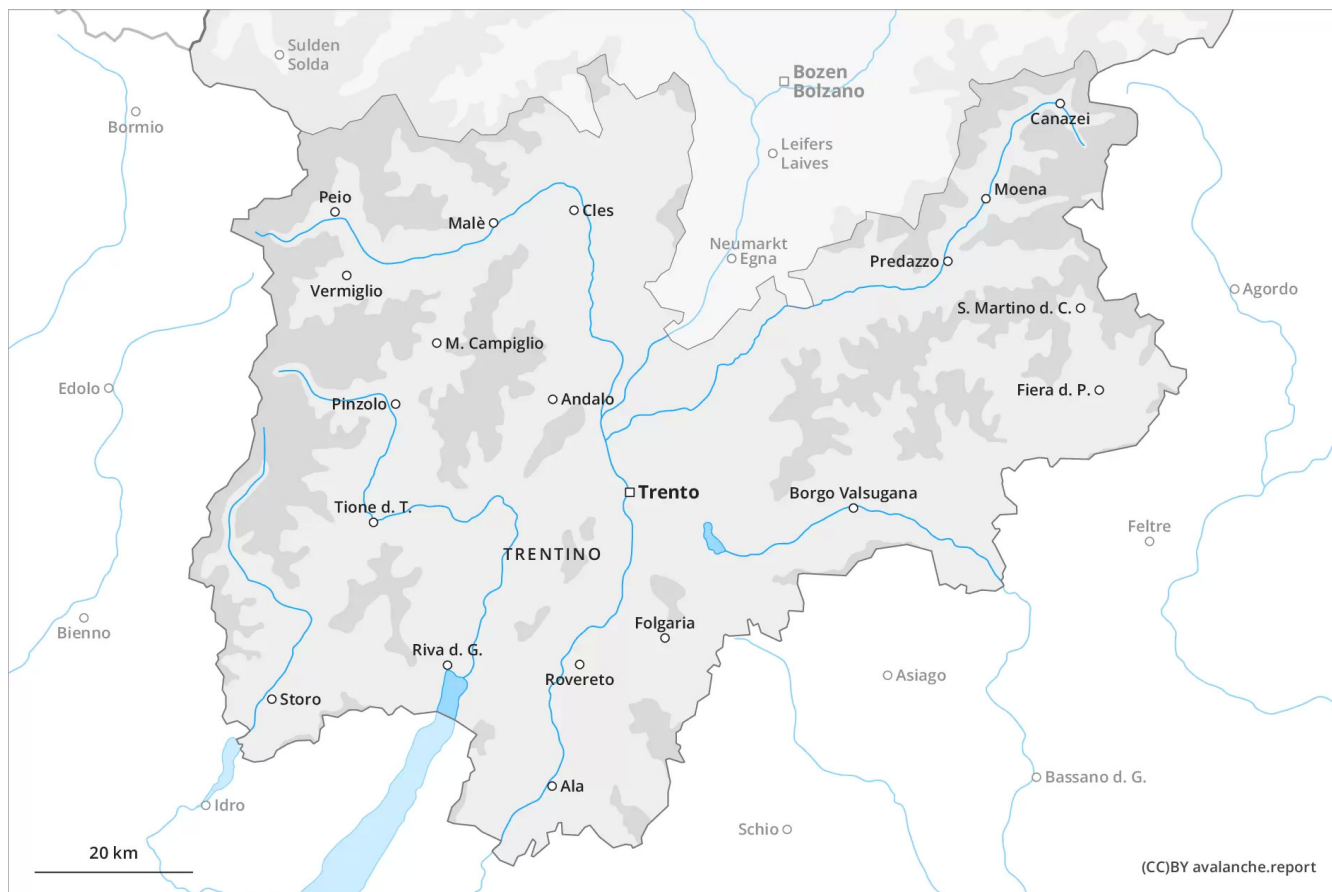 Sulden
Solda
Bozen
Bolzano
Bormio
Canazei
Leifers
Laives
Moena
Peio
Malè
Cles
Neumarkt
Egna
Predazzo
Vermiglio
Agordo
S. Martino d. C.
M. Campiglio
Edolo
Fiera d. P.
Pinzolo
Andalo
Trento
Borgo Valsugana
Tione d. T.
Feltre
TRENTINO
Bienno
Folgaria
Riva d. G.
Asiago
Rovereto
Storo
Bassano d. G.
Ala
Idro
Schio
20 km
(CC)BY avalanche.report